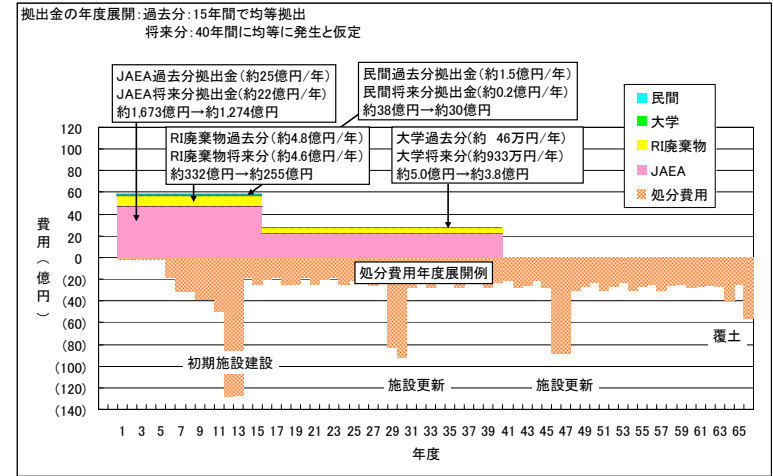 拠出金の年度展開:過去分:15年間で均等拠出
将来分:40年間に均等に発生と仮定
JAEA過去分拠出金(約25億円/年)
JAEA将来分拠出金(約22億円/年)
約1,673億円→約1,274億円
民間過去分拠出金(約1.5億円/年)
民間将来分拠出金(約0.2億円/年)
約38億円→約30億円
RI廃棄物過去分(約4.8億円/年)
RI廃棄物将来分(約4.6億円/年)
約332億円→約255億円
大学過去分(約 46万円/年)
大学将来分(約933万円/年)
約5.0億円→約3.8億円
民間
大学
RI廃棄物
JAEA
処分費用
費用(億円)
120
100
80
60
40
20
0
(20)
(40)
(60)
(80)
(100)
(120)
(140)
処分費用年度展開例
初期施設建設
施設更新
施設更新
覆土
1 3 5 7 9 11 13 15 17 19 21 23 25 27 29 31 33 35 37 39 41 43 45 47 49 51 53 55 57 59 61 63 65
年度